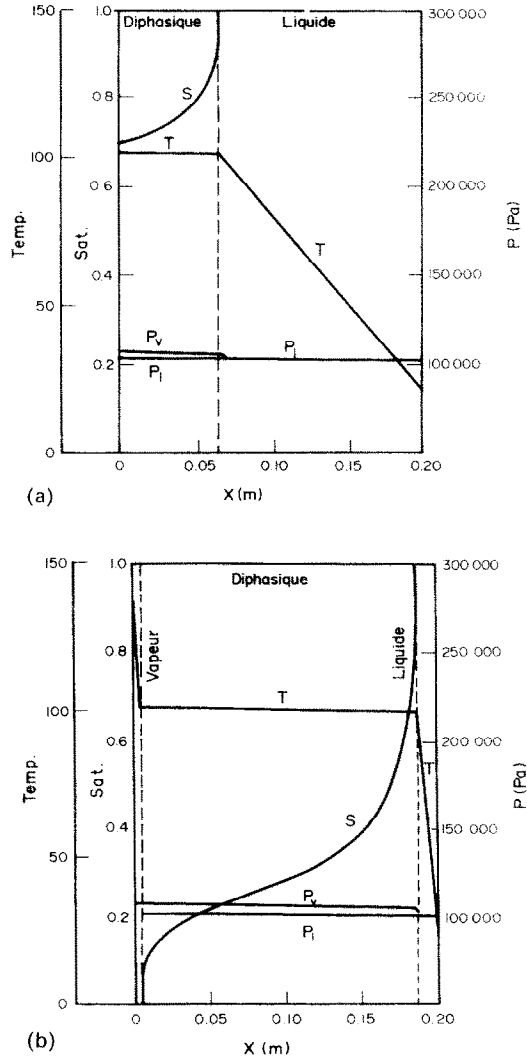 150
1.0
Diphasique
Liquide
300 000
0.8
S
250 000
T
100
0.6
200 000
Temp.
Sat.
P (Pa)
0.4
T
150 000
50
Pv
Pl
0.2
Pl
100 000
0
0
0.05
0.10
0.15
0.20
(a)
X (m)
150
1.0
Diphasique
300 000
Vapeur
Liquide
0.8
250 000
T
100
0.6
200 000
T
Temp.
Sat.
P (Pa)
S
0.4
150 000
50
Pv
0.2
Pl
100 000
0
0
0
0.05
0.10
0.15
0.20
(b)
X (m)